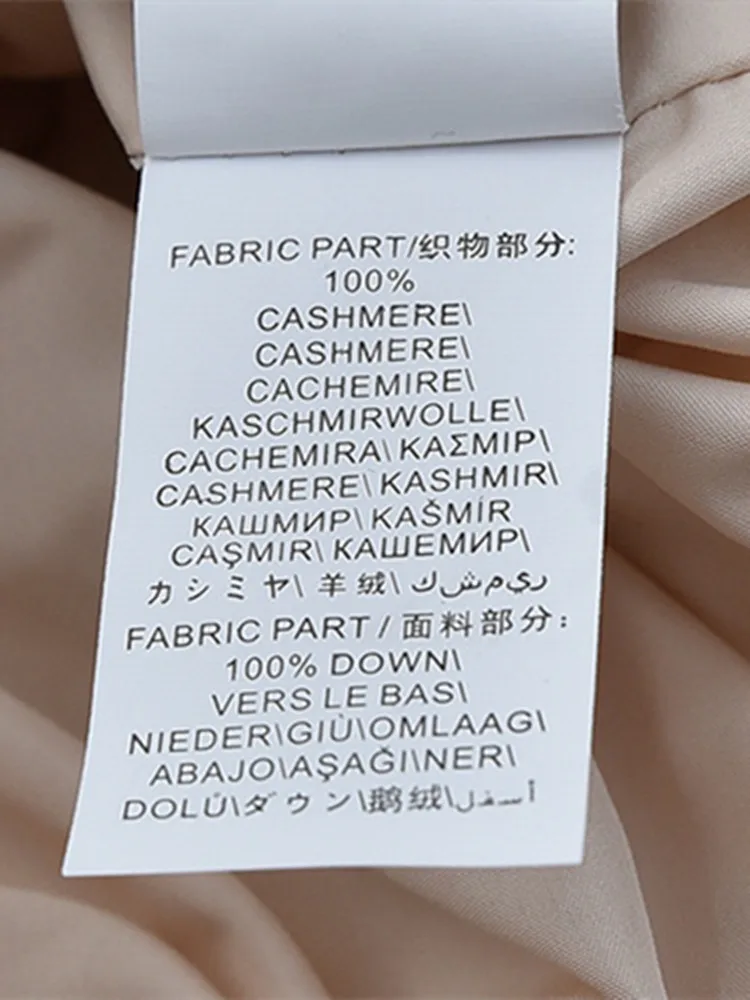 FABRIC PART/织物部分:
100%
CASHMERE\
CASHMERE\
CACHEMIRE\
KASCHMIRWOLLE\
CACHEMIRA\ ΚΑΣΜΙΡ\
CASHMERE\ KASHMIR\
КАШМИР\ KAŠMÍR
CAŞMIR\ КАШЕМИР\
カシミヤ\ 羊绒\ ريمشك
FABRIC PART / 面料部分:
100% DOWN\
VERS LE BAS\
NIEDER\GIÙ\OMLAAG\
ABAJO\AŞAĞI\NER\
DOLŮ\ダウン\鹅绒\أسفل